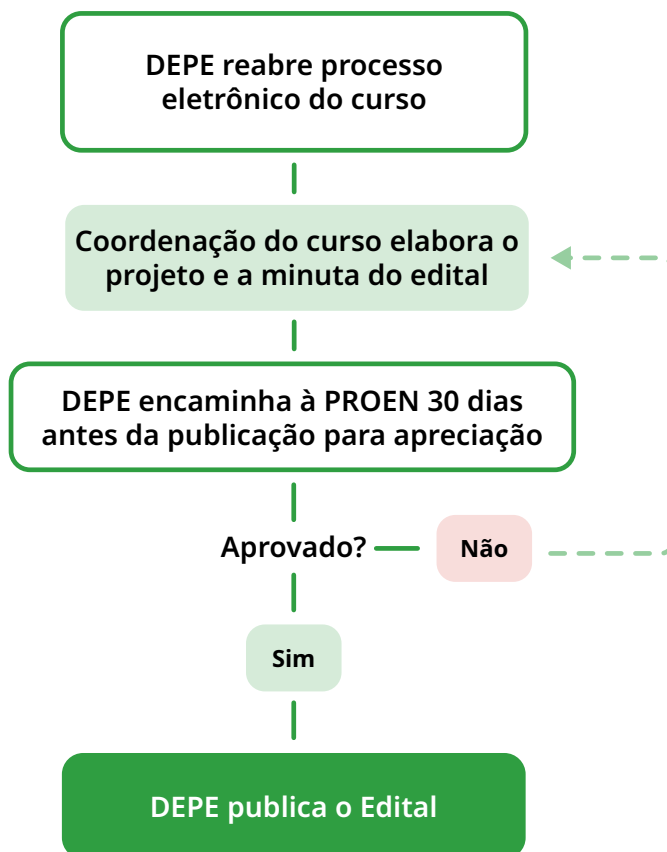 DEPE reabre processo
eletrônico do curso
Coordenação do curso elabora o
projeto e a minuta do edital
DEPE encaminha à PROEN 30 dias
antes da publicação para apreciação
Aprovado?
Não
Sim
DEPE publica o Edital